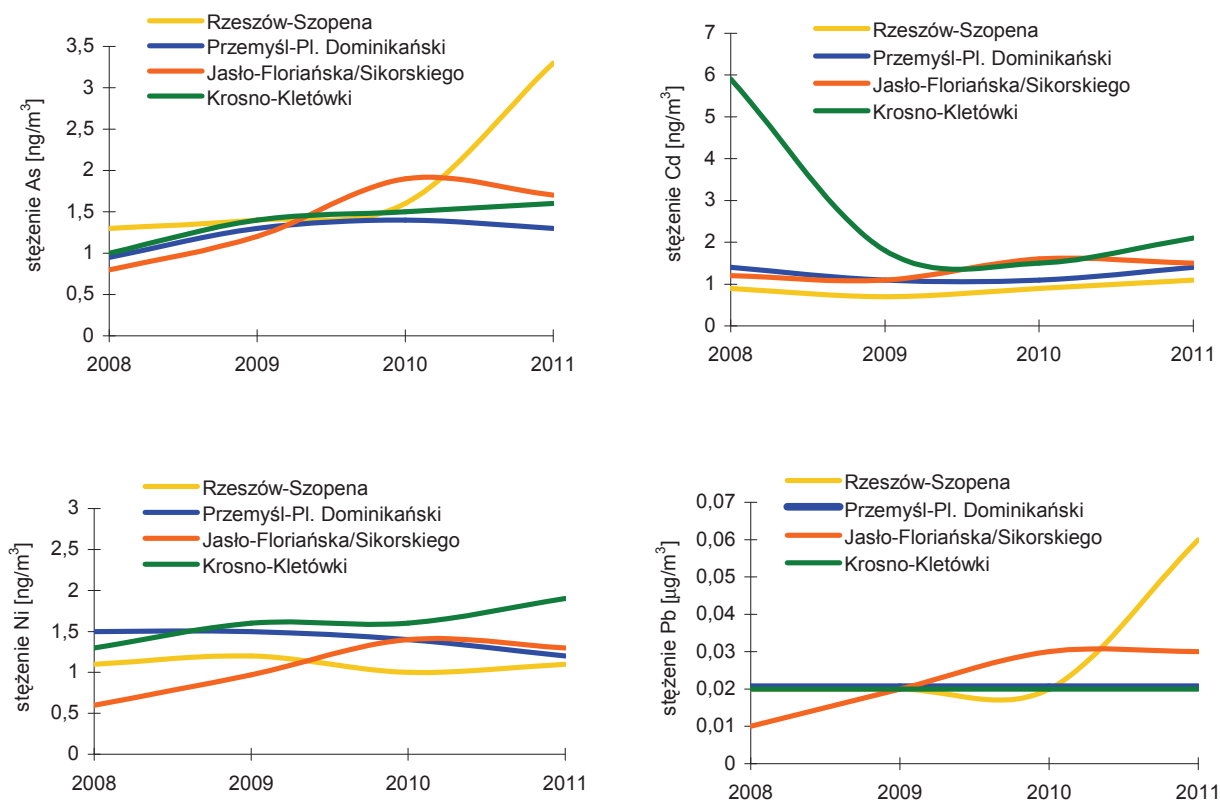 Rzeszów-Szopena
Przemyśl-Pl. Dominikański
Jasło-Floriańska/Sikorskiego
Krosno-Kletówki
stężenie As [ng/m³]
3,5
3
2,5
2
1,5
1
0,5
0
2008 2009 2010 2011
Rzeszów-Szopena
Przemyśl-Pl. Dominikański
Jasło-Floriańska/Sikorskiego
Krosno-Kletówki
stężenie Cd [ng/m³]
7
6
5
4
3
2
1
0
2008 2009 2010 2011
Rzeszów-Szopena
Przemyśl-Pl. Dominikański
Jasło-Floriańska/Sikorskiego
Krosno-Kletówki
stężenie Ni [ng/m³]
3
2,5
2
1,5
1
0,5
0
2008 2009 2010 2011
Rzeszów-Szopena
Przemyśl-Pl. Dominikański
Jasło-Floriańska/Sikorskiego
Krosno-Kletówki
stężenie Pb [µg/m³]
0,07
0,06
0,05
0,04
0,03
0,02
0,01
0
2008 2009 2010 2011